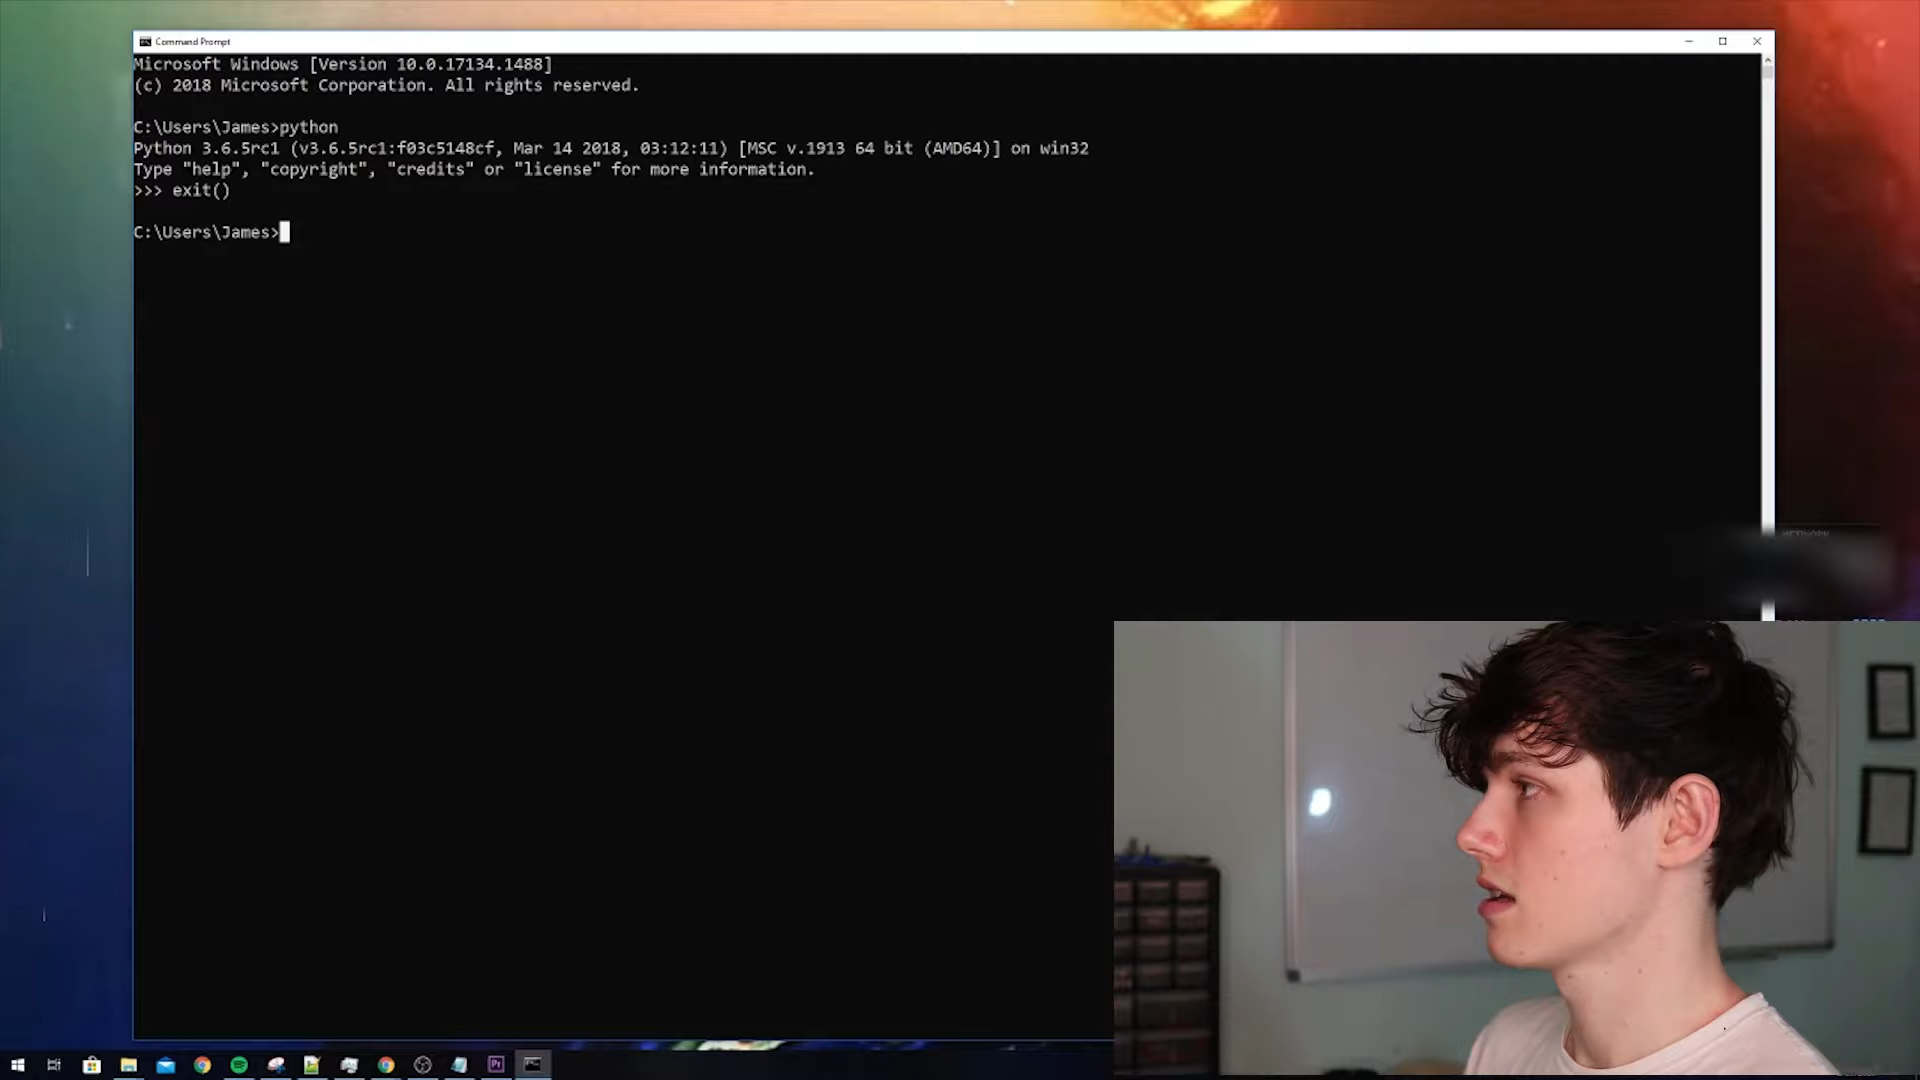 Command Prompt
Microsoft Windows [Version 10.0.17134.1488]
(c) 2018 Microsoft Corporation. All rights reserved.
C:\Users\James>python
Python 3.6.5rc1 (v3.6.5rc1:f03c5148cf, Mar 14 2018, 03:12:11) [MSC v.1913 64 bit (AMD64)] on win32
Type "help", "copyright", "credits" or "license" for more information.
>>> exit()
C:\Users\James>
NETWORK
Pr